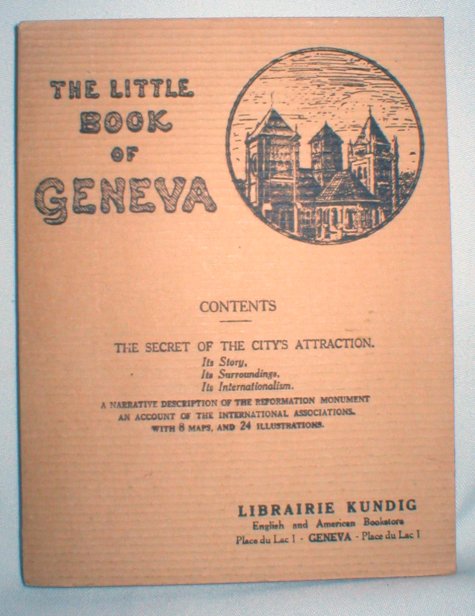 THE LITTLE
BOOK
OF
GENEVA
CONTENTS
THE SECRET OF THE CITY'S ATTRACTION.
Its Story,
Its Surroundings,
Its Internationalism.
A NARRATIVE DESCRIPTION OF THE REFORMATION MONUMENT
AN ACCOUNT OF THE INTERNATIONAL ASSOCIATIONS.
WITH 8 MAPS, AND 24 ILLUSTRATIONS.
LIBRAIRIE KUNDIG
English and American Bookstore
Place du Lac 1 - GENEVA - Place du Lac 1